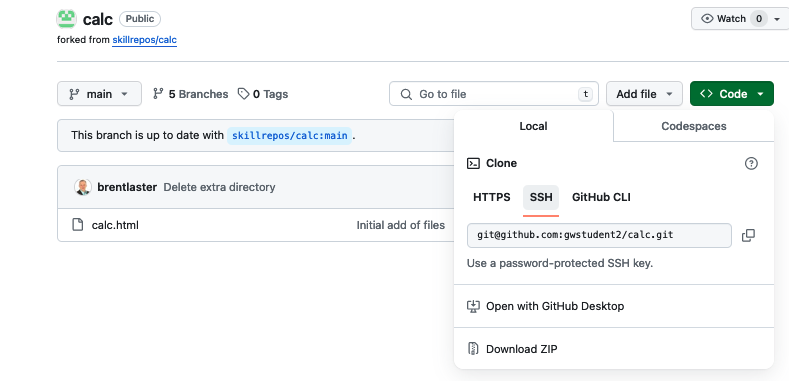 calc Public
Watch 0
forked from skillrepos/calc
main 5 Branches 0 Tags Go to file t Add file <> Code
This branch is up to date with skillrepos/calc:main.
Local Codespaces
Clone
brentlaster Delete extra directory
HTTPS SSH GitHub CLI
calc.html Initial add of files
git@github.com:gwstudent2/calc.git
Use a password-protected SSH key.
Open with GitHub Desktop
Download ZIP